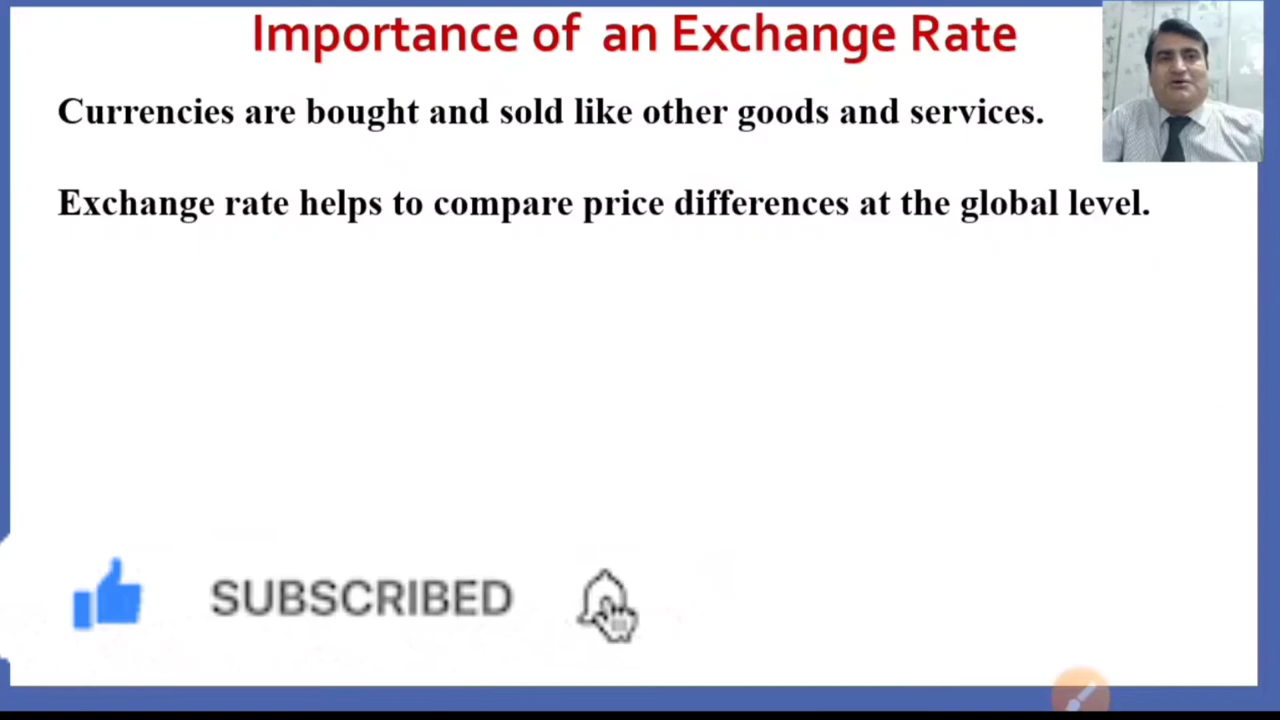 Importance of an Exchange Rate
Currencies are bought and sold like other goods and services.
Exchange rate helps to compare price differences at the global level.
SUBSCRIBED